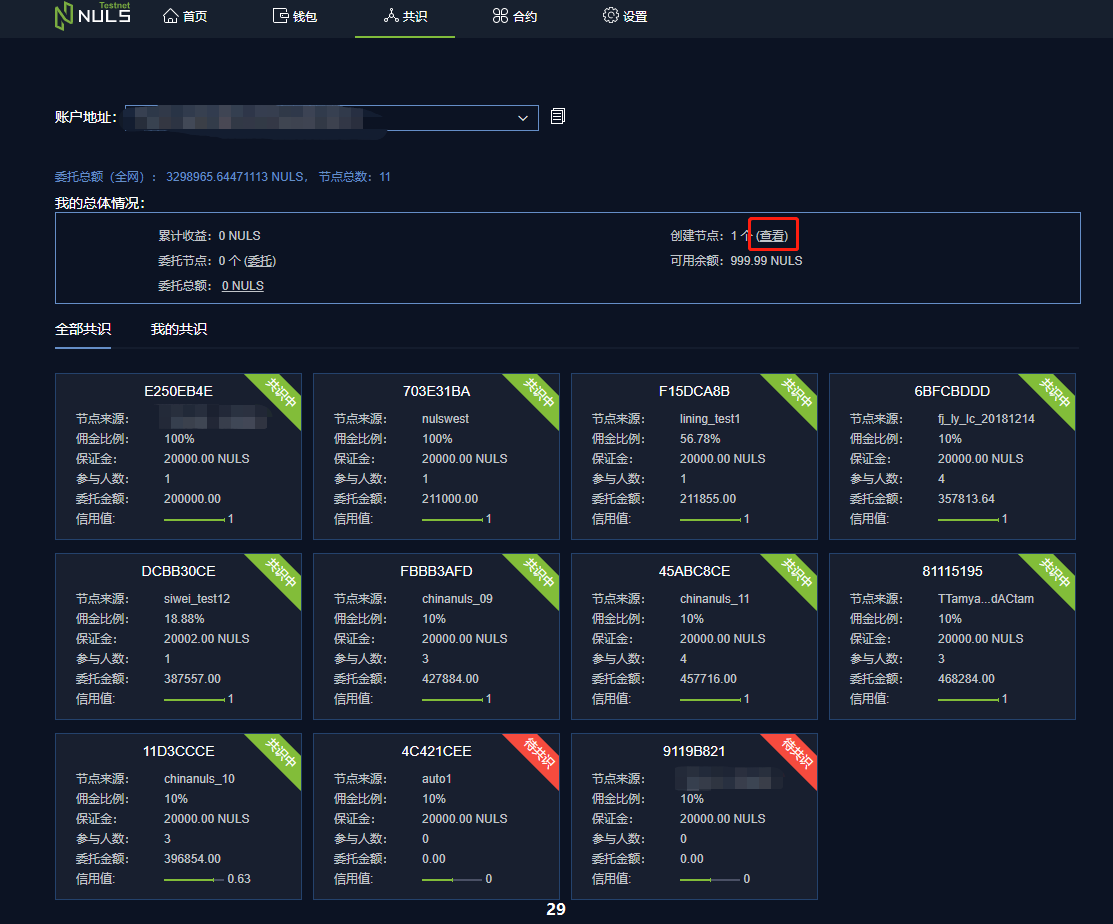 Testnet
NULS 首页 钱包 共识 合约 设置
账户地址:
委托总额（全网）: 3298965.64471113 NULS, 节点总数: 11
我的总体情况:
累计收益: 0 NULS 创建节点: 1 个 (查看)
委托节点: 0 个 (委托) 可用余额: 999.99 NULS
委托总额: 0 NULS
全部共识 我的共识
E250EB4E 共识中
节点来源:
佣金比例: 100%
保证金: 20000.00 NULS
参与人数: 1
委托金额: 200000.00
信用值: 1
703E31BA 共识中
节点来源: nulswest
佣金比例: 100%
保证金: 20000.00 NULS
参与人数: 1
委托金额: 211000.00
信用值: 1
F15DCA8B 共识中
节点来源: lining_test1
佣金比例: 56.78%
保证金: 20000.00 NULS
参与人数: 1
委托金额: 211855.00
信用值: 1
6BFCBDDD 共识中
节点来源: fj_ly_lc_20181214
佣金比例: 10%
保证金: 20000.00 NULS
参与人数: 4
委托金额: 357813.64
信用值: 1
DCBB30CE 共识中
节点来源: siwei_test12
佣金比例: 18.88%
保证金: 20002.00 NULS
参与人数: 1
委托金额: 387557.00
信用值: 1
FBBB3AFD 共识中
节点来源: chinanuls_09
佣金比例: 10%
保证金: 20000.00 NULS
参与人数: 3
委托金额: 427884.00
信用值: 1
45ABC8CE 共识中
节点来源: chinanuls_11
佣金比例: 10%
保证金: 20000.00 NULS
参与人数: 4
委托金额: 457716.00
信用值: 1
81115195 共识中
节点来源: TTamya...dACtam
佣金比例: 10%
保证金: 20000.00 NULS
参与人数: 3
委托金额: 468284.00
信用值: 1
11D3CCCE 共识中
节点来源: chinanuls_10
佣金比例: 10%
保证金: 20000.00 NULS
参与人数: 3
委托金额: 396854.00
信用值: 0.63
4C421CEE 待共识
节点来源: auto1
佣金比例: 10%
保证金: 20000.00 NULS
参与人数: 0
委托金额: 0.00
信用值: 0
9119B821 待共识
节点来源:
佣金比例: 10%
保证金: 20000.00 NULS
参与人数: 0
委托金额: 0.00
信用值: 0
29